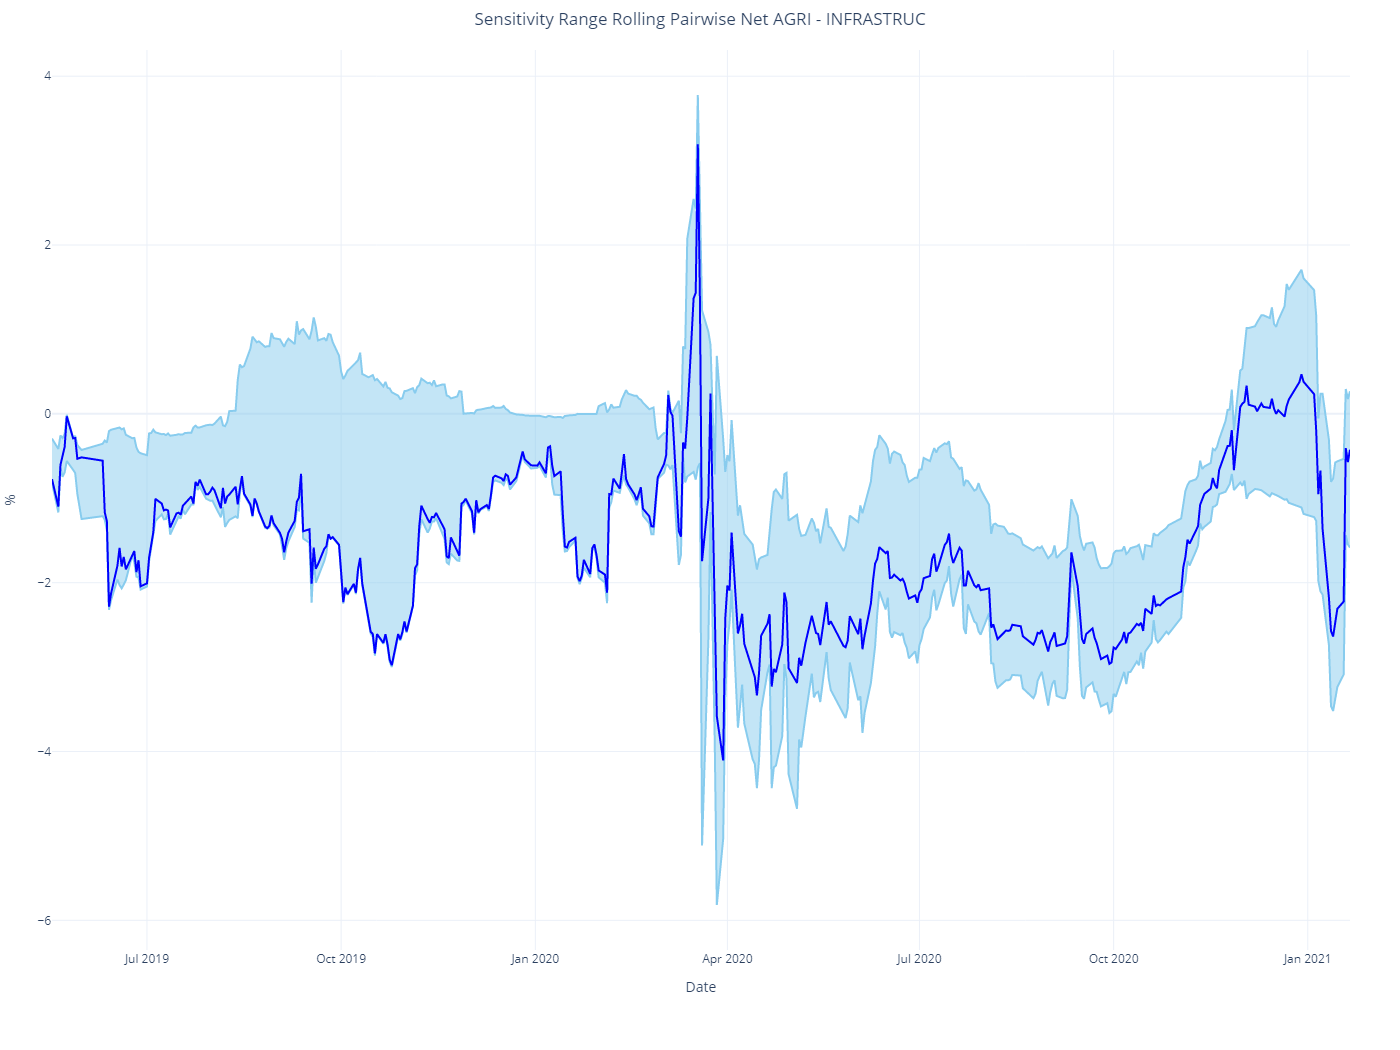 Sensitivity Range Rolling Pairwise Net AGRI - INFRASTRUC
4
2
0
−2
−4
−6
%
Jul 2019
Oct 2019
Jan 2020
Apr 2020
Jul 2020
Oct 2020
Jan 2021
Date